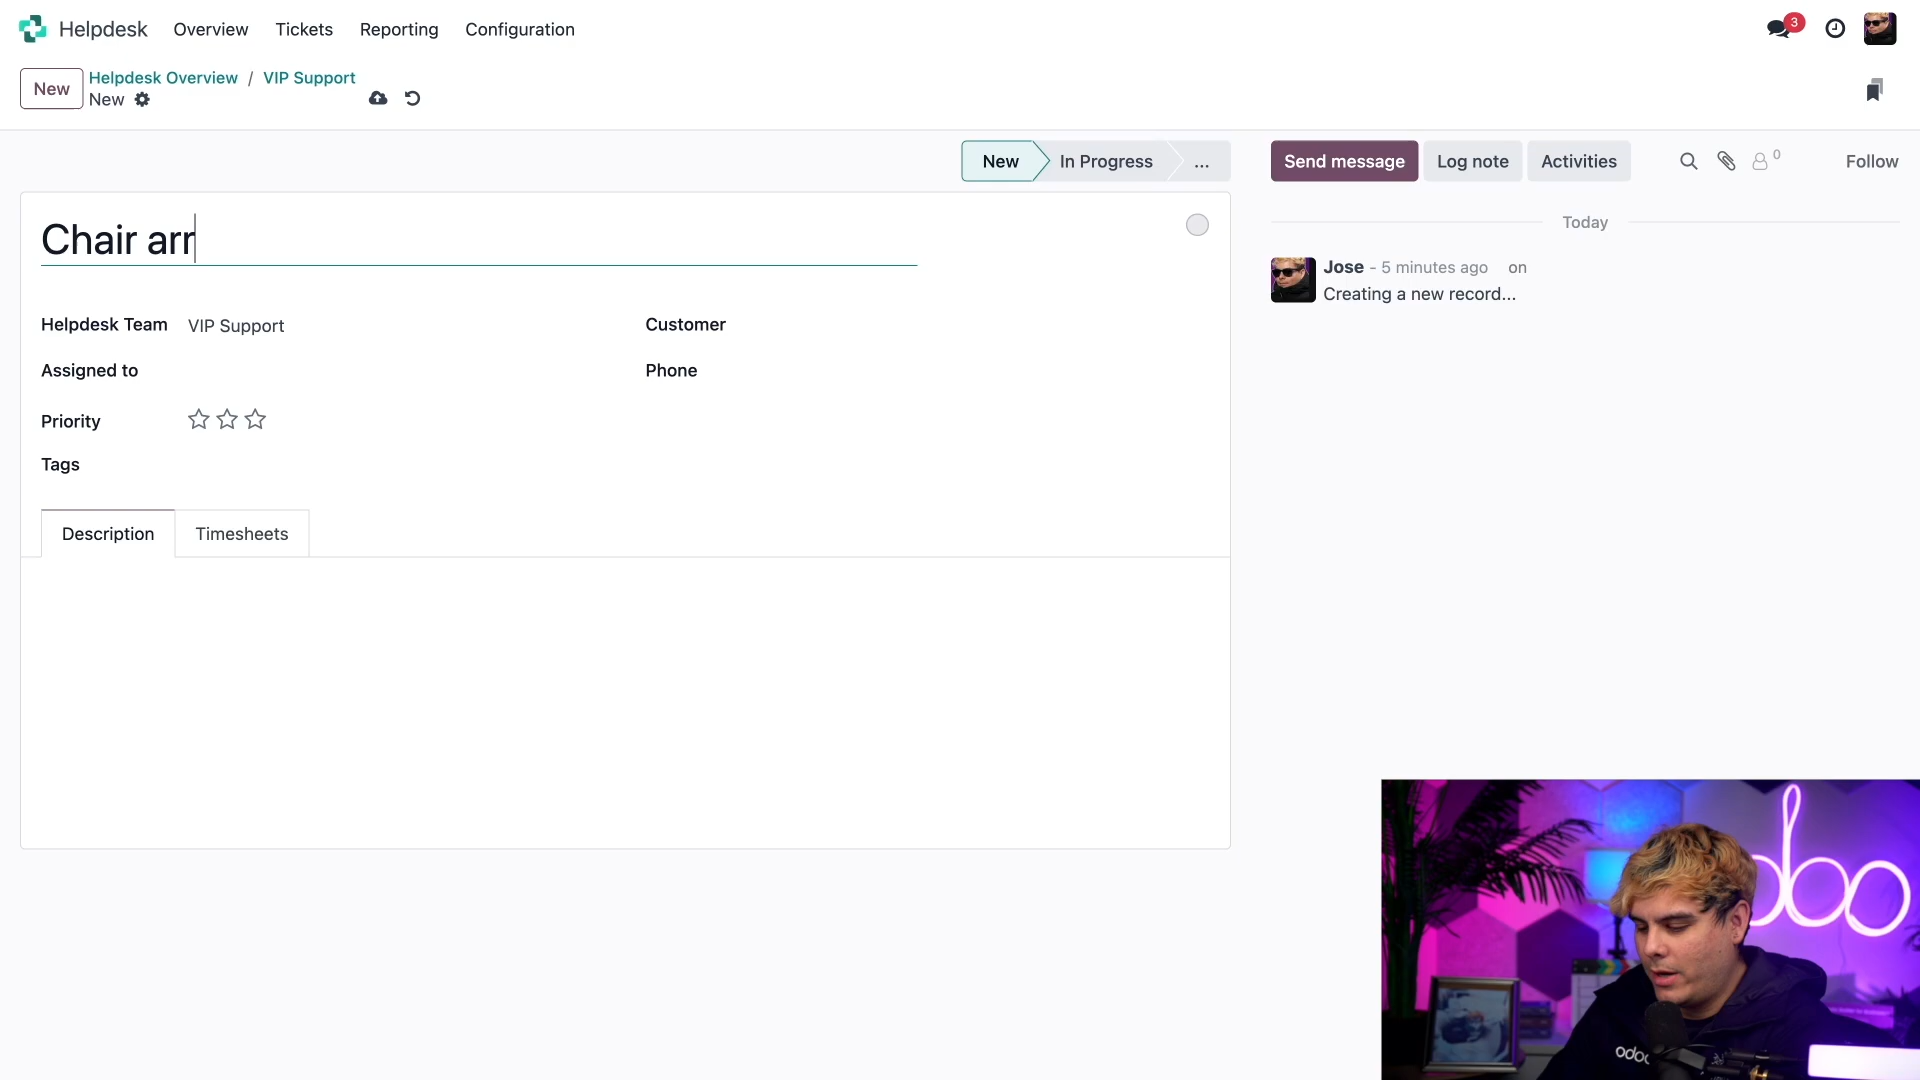 Helpdesk Overview Tickets Reporting Configuration 3
New Helpdesk Overview / VIP Support
New
New In Progress ... Send message Log note Activities 0 Follow
Chair arr
Today
Jose - 5 minutes ago on
Creating a new record...
Helpdesk Team VIP Support Customer
Assigned to Phone
Priority
Tags
Description Timesheets
odoo